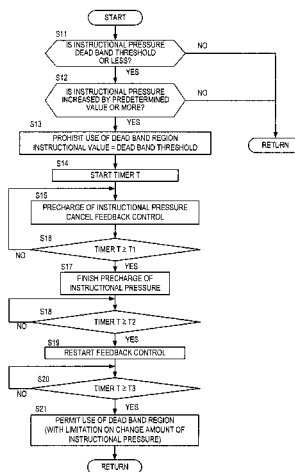 START
S11
IS INSTRUCTIONAL PRESSURE
DEAD BAND THRESHOLD
OR LESS?
NO
YES
S12
IS INSTRUCTIONAL PRESSURE
INCREASED BY PREDETERMINED
VALUE OR MORE?
NO
YES
RETURN
S13
PROHIBIT USE OF DEAD BAND REGION
INSTRUCTIONAL VALUE = DEAD BAND THRESHOLD
S14
START TIMER T
S15
PRECHARGE OF INSTRUCTIONAL PRESSURE
CANCEL FEEDBACK CONTROL
S16
TIMER T ≥ T1
NO
YES
S17
FINISH PRECHARGE OF
INSTRUCTIONAL PRESSURE
S18
TIMER T ≥ T2
NO
YES
S19
RESTART FEEDBACK CONTROL
S20
TIMER T ≥ T3
NO
YES
S21
PERMIT USE OF DEAD BAND REGION
(WITH LIMITATION ON CHANGE AMOUNT OF
INSTRUCTIONAL PRESSURE)
RETURN